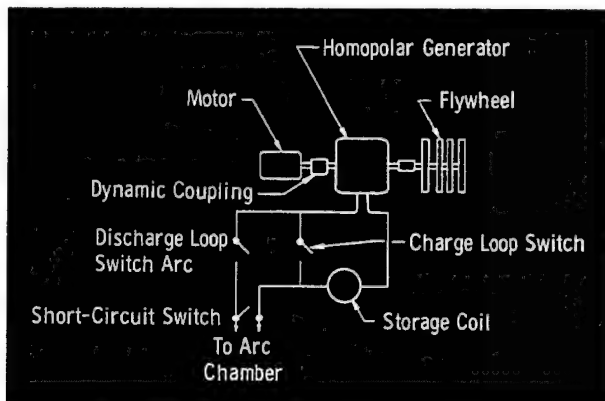 Homopolar Generator
Motor
Flywheel
Dynamic Coupling
Discharge Loop
Switch Arc
Charge Loop Switch
Short-Circuit Switch
Storage Coil
To Arc
Chamber